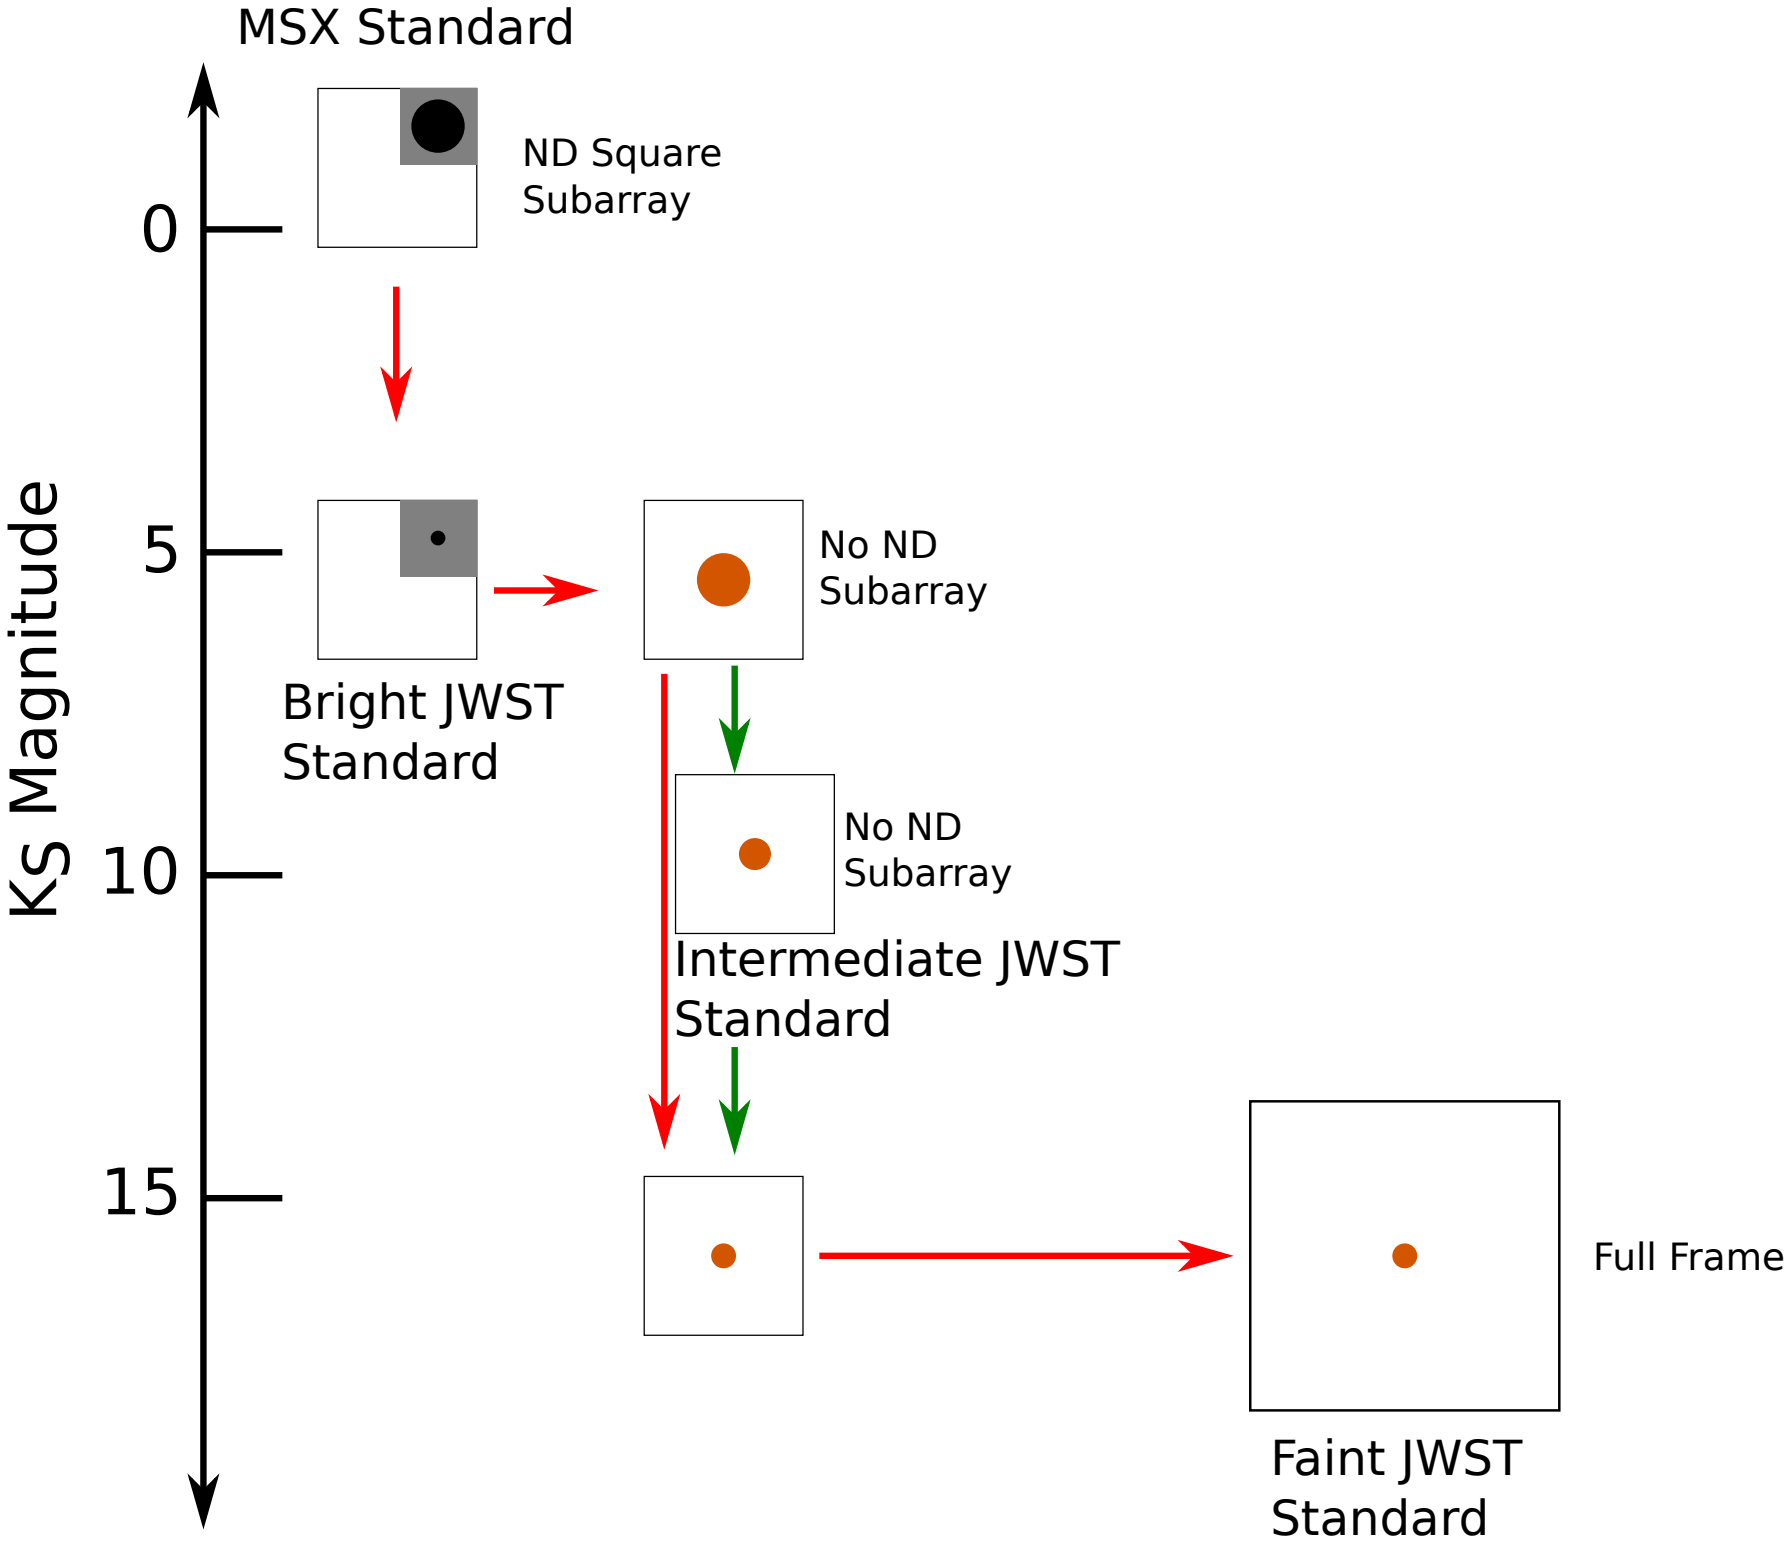 MSX Standard
ND Square
Subarray
0
Ks Magnitude
5
No ND
Subarray
Bright JWST
Standard
10
No ND
Subarray
Intermediate JWST
Standard
15
Full Frame
Faint JWST
Standard